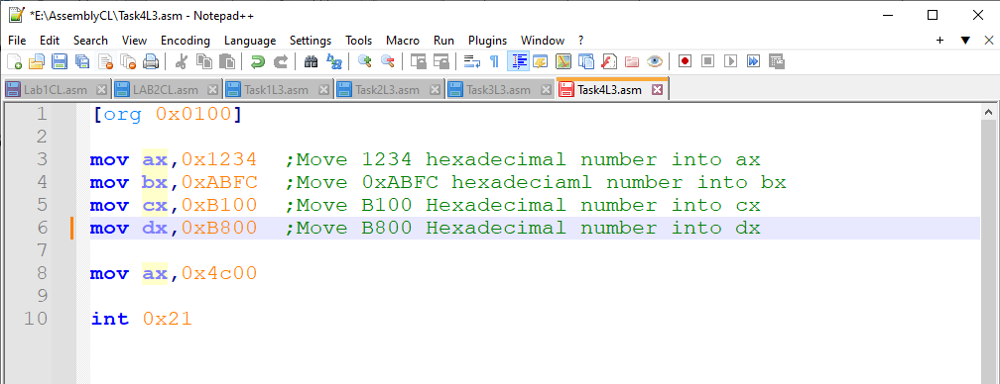 *E:\AssemblyCL\Task4L3.asm - Notepad++
File Edit Search View Encoding Language Settings Tools Macro Run Plugins Window ?
Lab1CL.asm LAB2CL.asm Task1L3.asm Task2L3.asm Task3L3.asm Task4L3.asm
1 [org 0x0100]
2
3 mov ax,0x1234 ;Move 1234 hexadecimal number into ax
4 mov bx,0xABFC ;Move 0xABFC hexadeciaml number into bx
5 mov cx,0xB100 ;Move B100 Hexadecimal number into cx
6 mov dx,0xB800 ;Move B800 Hexadecimal number into dx
7
8 mov ax,0x4c00
9
10 int 0x21